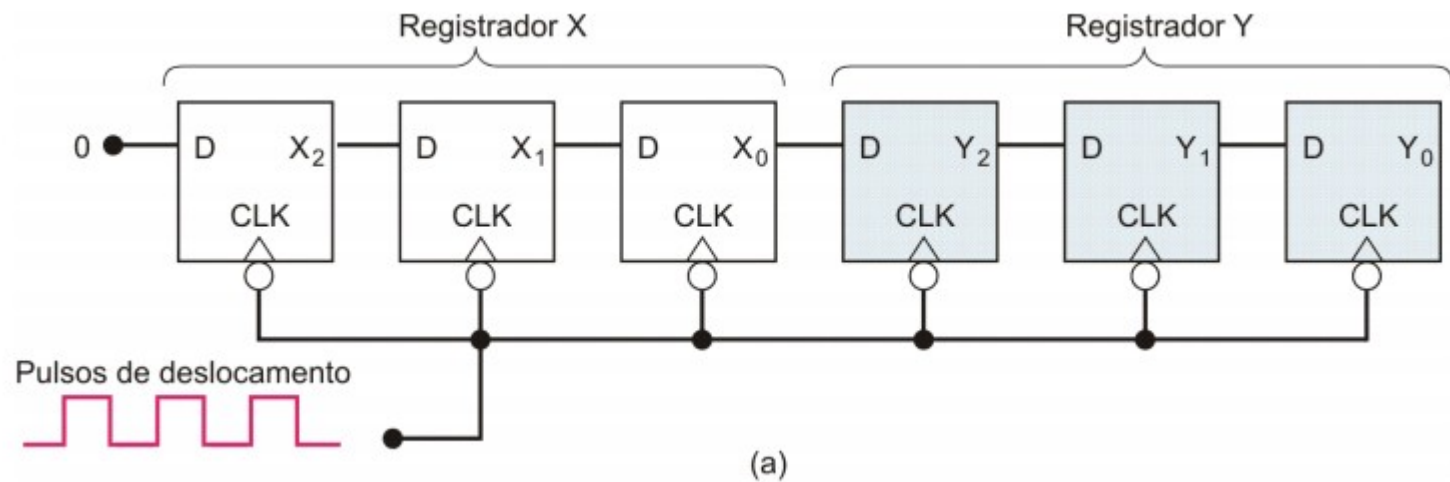 Registrador X Registrador Y
0 D X₂ D X₁ D X₀ D Y₂ D Y₁ D Y₀
CLK CLK CLK CLK CLK CLK
Pulsos de deslocamento
(a)